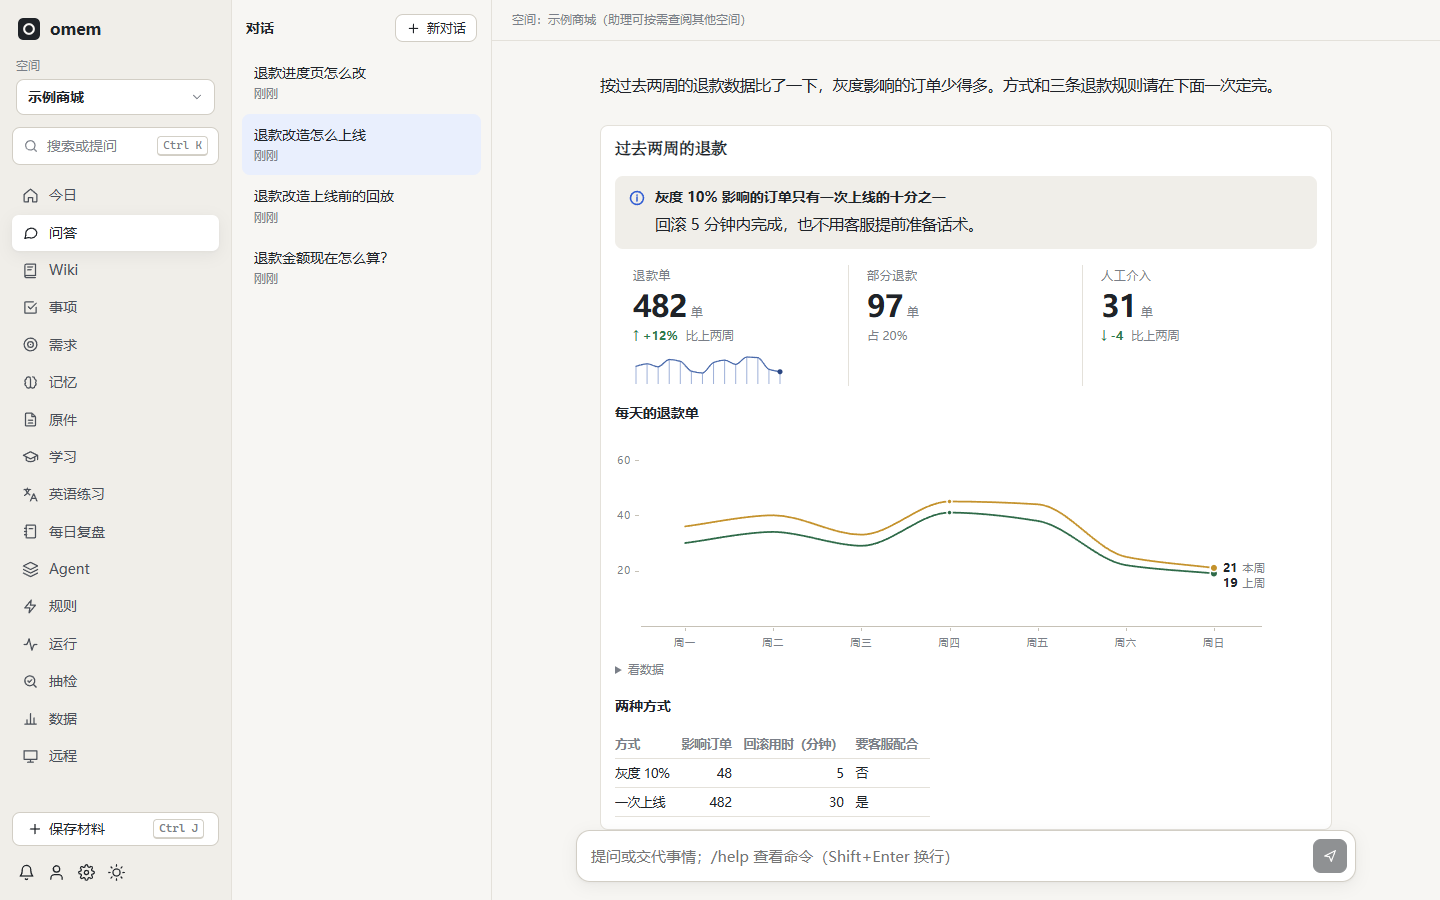 omem
空间
示例商城
搜索或提问 Ctrl K
今日
问答
Wiki
事项
需求
记忆
原件
学习
英语练习
每日复盘
Agent
规则
运行
抽检
数据
远程
保存材料 Ctrl J
对话
新对话
退款进度页怎么改
刚刚
退款改造怎么上线
刚刚
退款改造上线前的回放
刚刚
退款金额现在怎么算?
刚刚
空间：示例商城（助理可按需查阅其他空间）
按过去两周的退款数据比了一下，灰度影响的订单少得多。方式和三条退款规则请在下面一次定完。
过去两周的退款
灰度 10% 影响的订单只有一次上线的十分之一
回滚 5 分钟内完成，也不用客服提前准备话术。
退款单
482 单
↑ +12% 比上两周
部分退款
97 单
占 20%
人工介入
31 单
↓ -4 比上两周
每天的退款单
60
40
20
21 本周
19 上周
周一 周二 周三 周四 周五 周六 周日
看数据
两种方式
方式 影响订单 回滚用时（分钟） 要客服配合
灰度 10% 48 5 否
一次上线 482 30 是
提问或交代事情；/help 查看命令（Shift+Enter 换行）